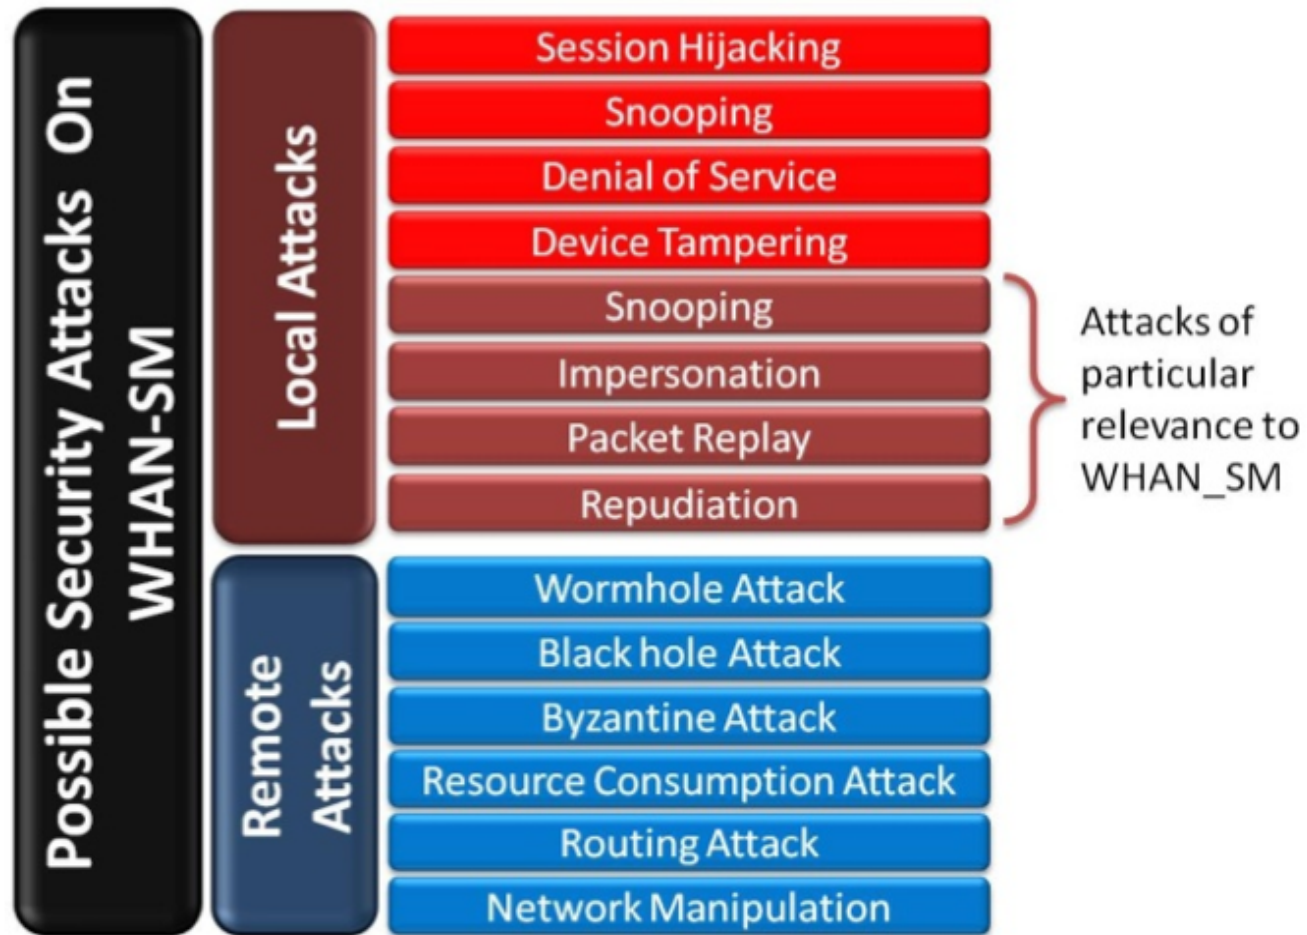 Possible Security Attacks On
WHAN-SM
Local Attacks
Session Hijacking
Snooping
Denial of Service
Device Tampering
Snooping
Impersonation
Packet Replay
Repudiation
Attacks of
particular
relevance to
WHAN_SM
Remote
Attacks
Wormhole Attack
Black hole Attack
Byzantine Attack
Resource Consumption Attack
Routing Attack
Network Manipulation